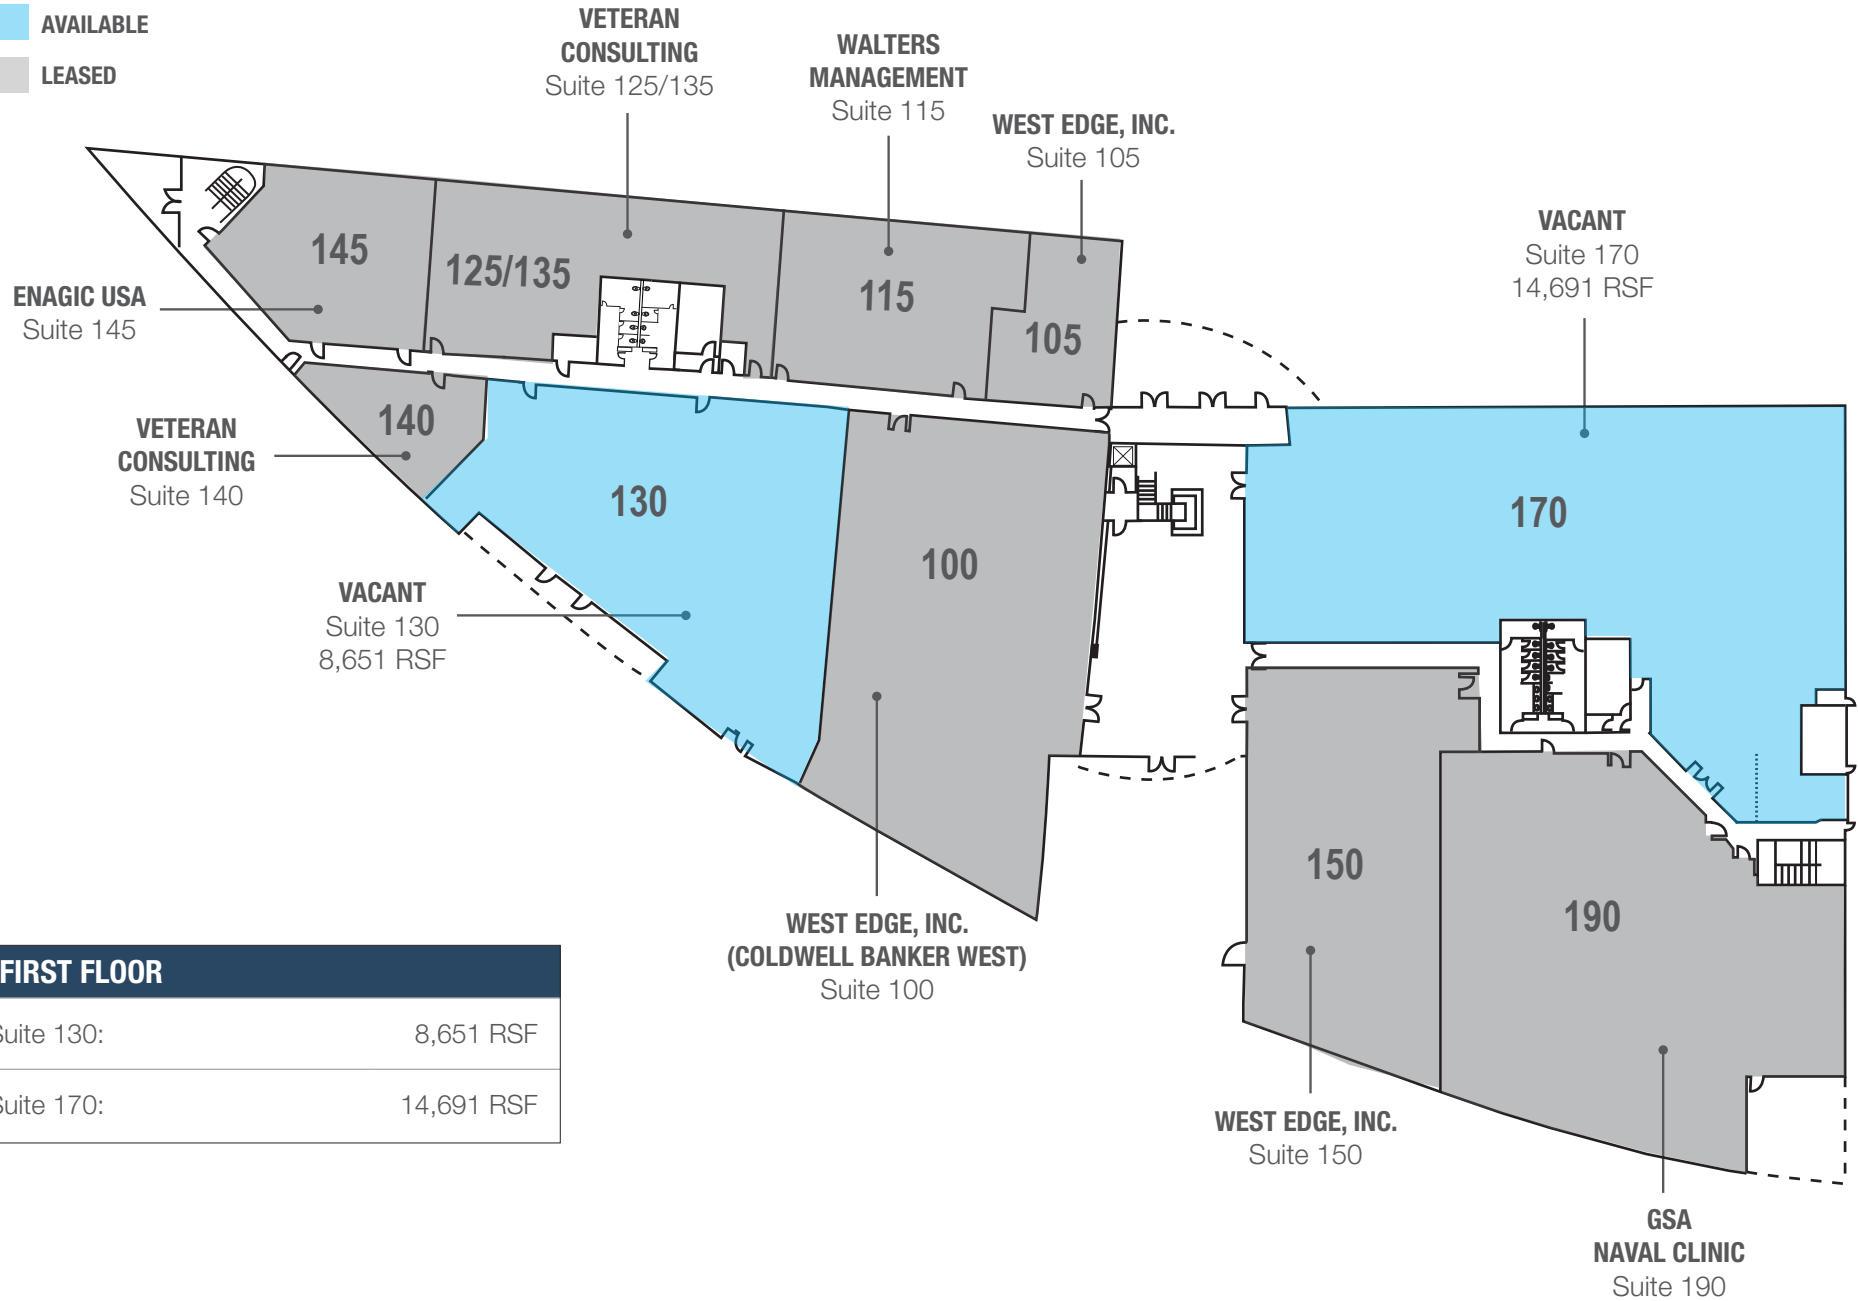 AVAILABLE
LEASED
VETERAN
CONSULTING
Suite 125/135
WALTERS
MANAGEMENT
Suite 115
WEST EDGE, INC.
Suite 105
VACANT
Suite 170
14,691 RSF
ENAGIC USA
Suite 145
145
125/135
115
105
VETERAN
CONSULTING
Suite 140
140
130
100
170
VACANT
Suite 130
8,651 RSF
150
190
WEST EDGE, INC.
(COLDWELL BANKER WEST)
Suite 100
FIRST FLOOR
Suite 130: 8,651 RSF
Suite 170: 14,691 RSF
WEST EDGE, INC.
Suite 150
GSA
NAVAL CLINIC
Suite 190